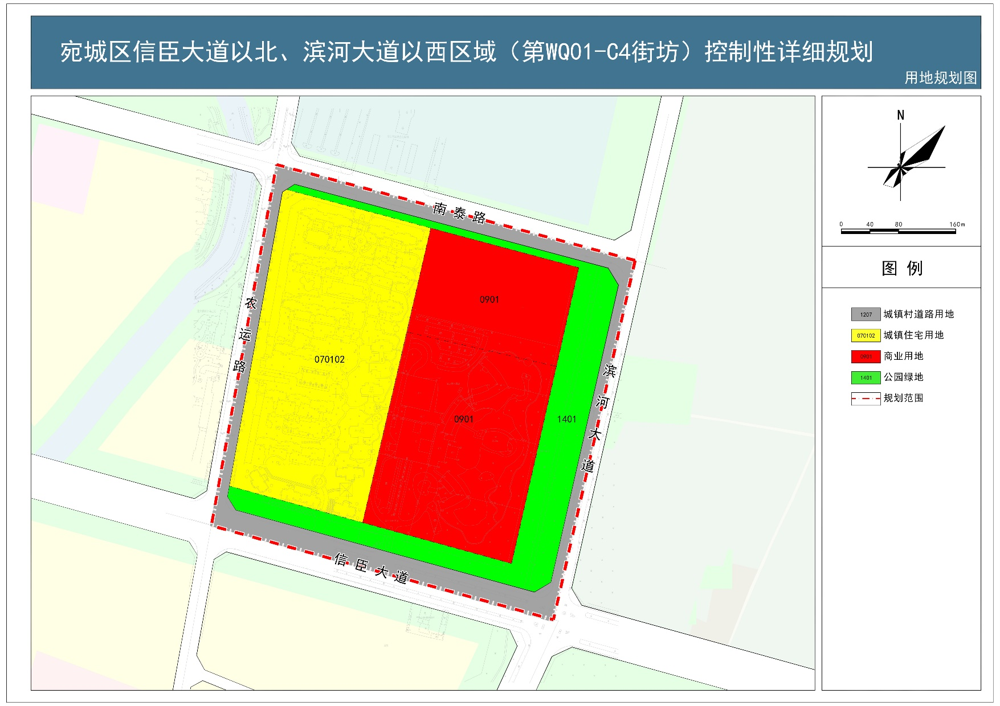 宛城区信臣大道以北、滨河大道以西区域（第WQ01-C4街坊）控制性详细规划
用地规划图
N
0 40 80 160m
图 例
1207 城镇村道路用地
070102 城镇住宅用地
0901 商业用地
1401 公园绿地
规划范围
南泰路
农运路
滨河大道
信臣大道
0901
070102
0901
1401